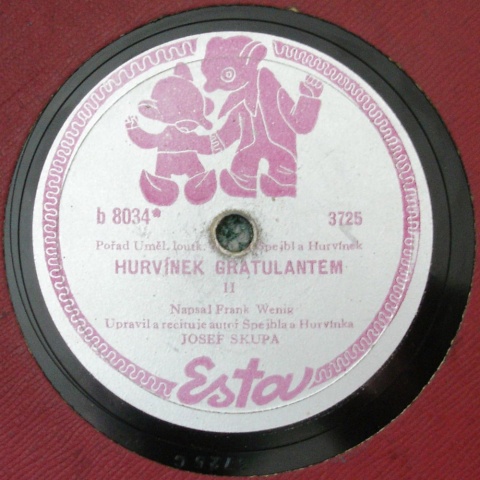 b 8034* 3725
Pořad Uměl. loutk. Spejbl a Hurvínek
HURVÍNEK GRATULANTEM
II
Napsal Frank Wenig
Upravil a recituje autor Spejbla a Hurvínka
JOSEF SKUPA
Esta